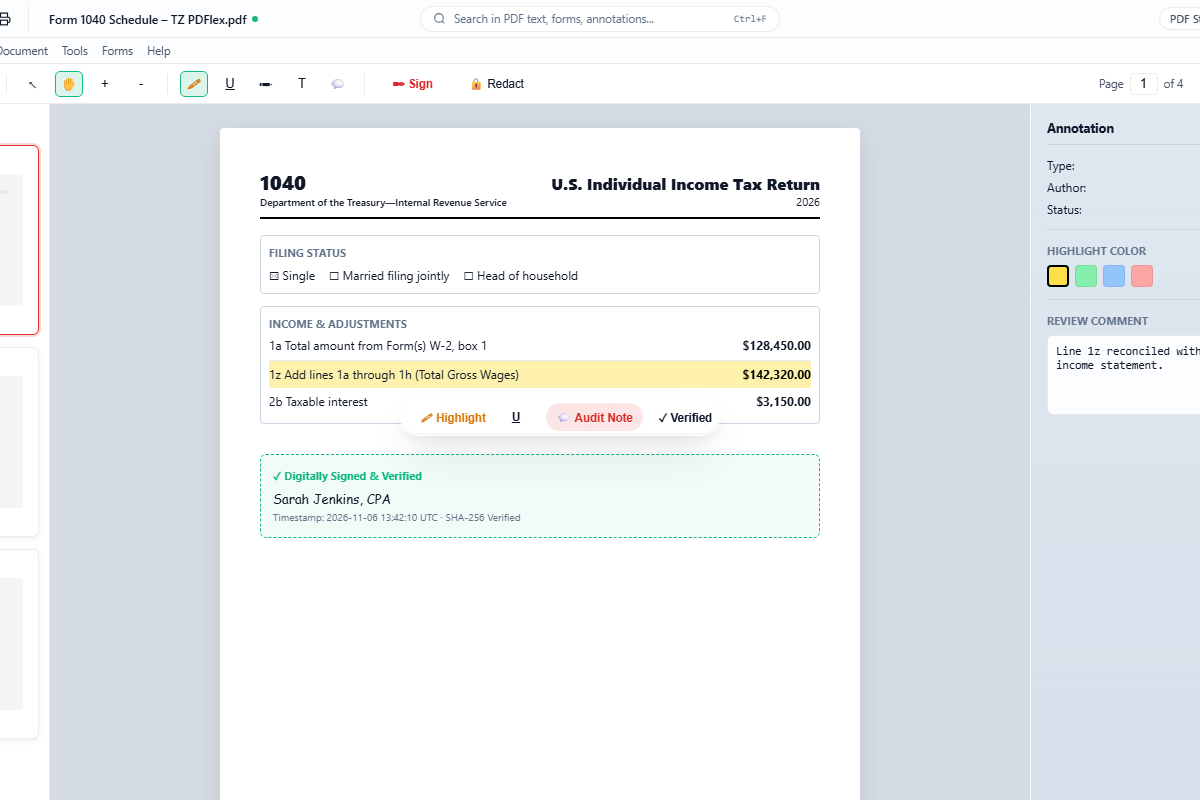 Form 1040 Schedule – TZ PDFlex.pdf
Search in PDF text, forms, annotations...
Ctrl+F
PDF
Document Tools Forms Help
+ - U T Sign Redact
Page 1 of 4
1040
U.S. Individual Income Tax Return
Department of the Treasury—Internal Revenue Service
2026
FILING STATUS
☒ Single ☐ Married filing jointly ☐ Head of household
INCOME & ADJUSTMENTS
1a Total amount from Form(s) W-2, box 1 $128,450.00
1z Add lines 1a through 1h (Total Gross Wages) $142,320.00
2b Taxable interest $3,150.00
Highlight U Audit Note ✓ Verified
✓ Digitally Signed & Verified
Sarah Jenkins, CPA
Timestamp: 2026-11-06 13:42:10 UTC · SHA-256 Verified
Annotation
Type:
Author:
Status:
HIGHLIGHT COLOR
REVIEW COMMENT
Line 1z reconciled with
income statement.